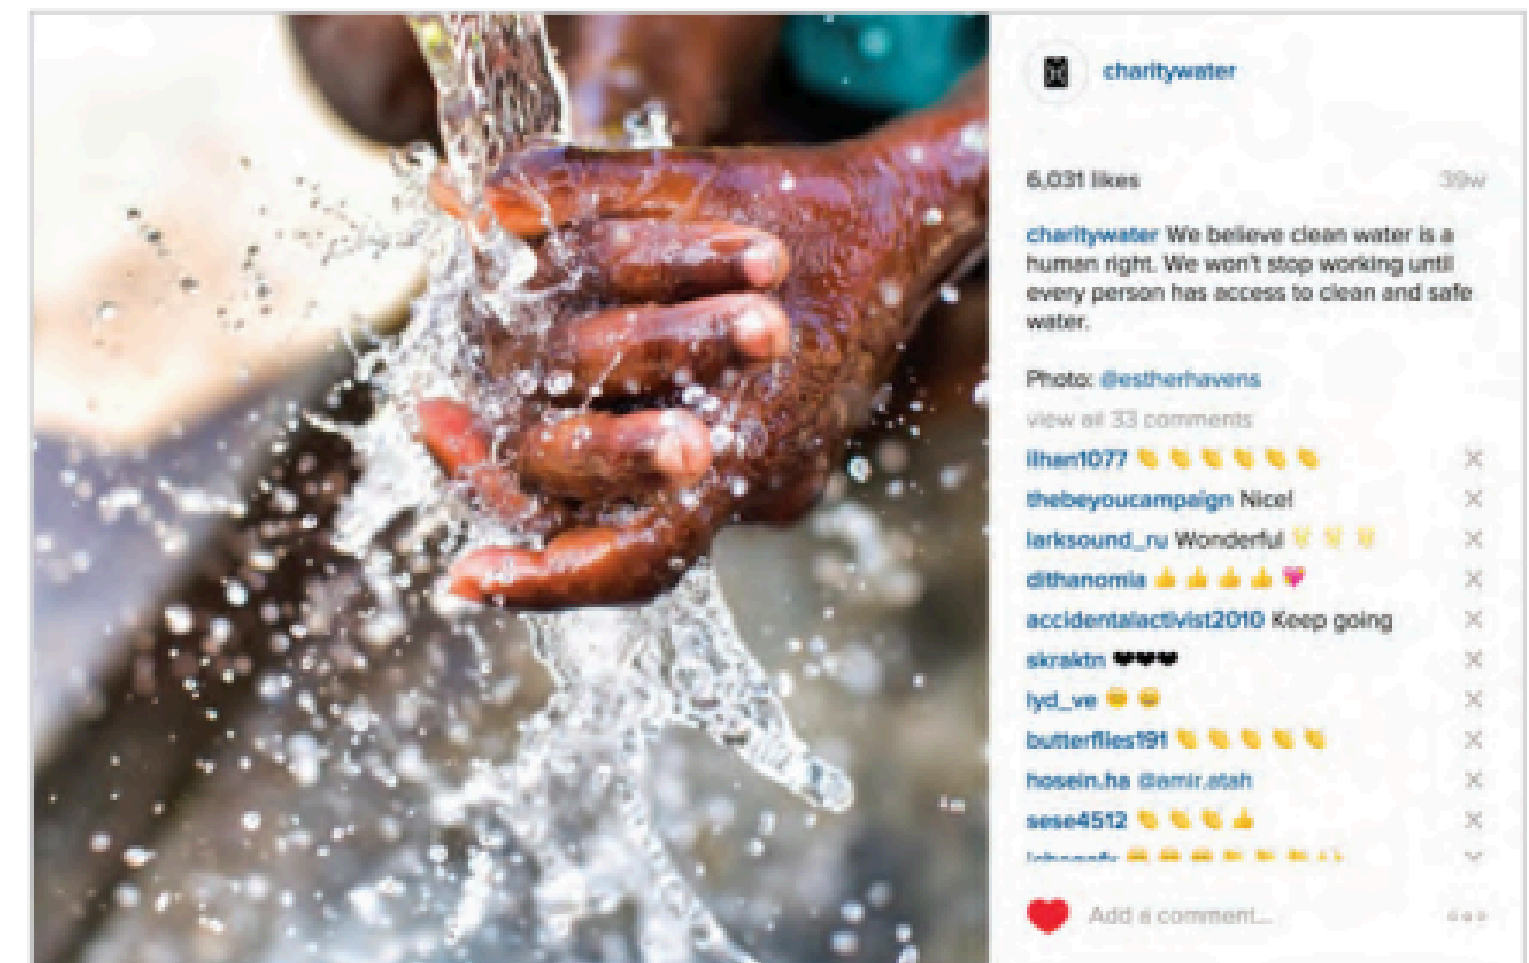 charitywater
6,031 likes
39w
charitywater We believe clean water is a
human right. We won't stop working until
every person has access to clean and safe
water.
Photo: @estherhavens
view all 33 comments
ilhan1077
thebeyoucampaign Nice!
larksound_ru Wonderful
dithanomia
accidentalactivist2010 Keep going
skraktn
lyd_ve
butterflies191
hosein.ha @amir.atah
sese4512
Add a comment...